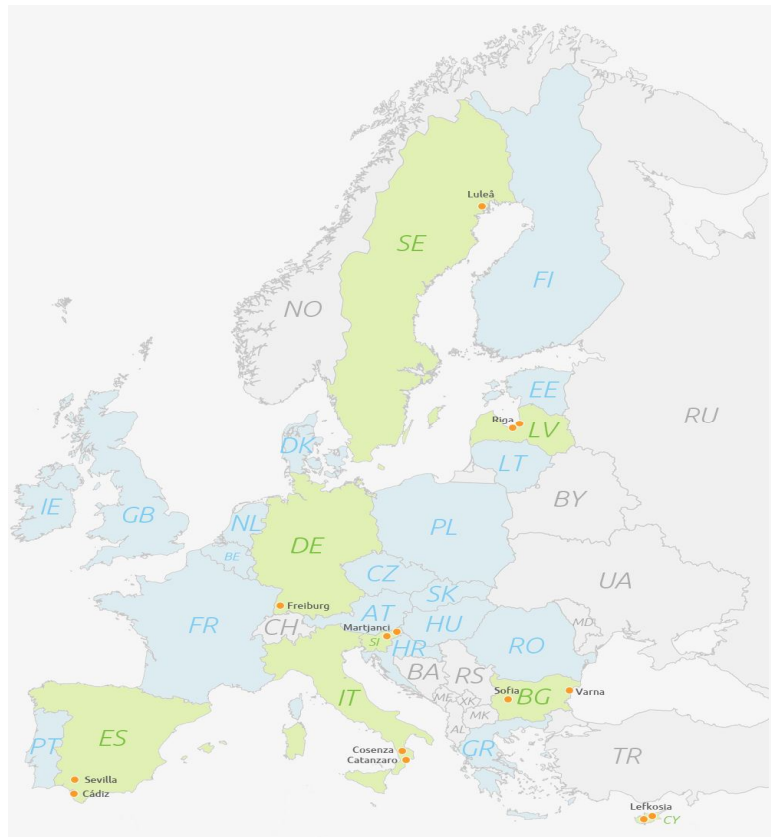 Luleå
SE
FI
NO
EE
RU
Riga
LV
DK
LT
IE
GB
NL
BY
BE
DE
PL
CZ
UA
SK
Freiburg
FR
AT
CH
Martjanci
HU
MD
SI
HR
RO
BA
RS
IT
Sofia
BG
Varna
ME
XK
MK
AL
ES
PT
GR
Cosenza
Catanzaro
TR
Sevilla
Cádiz
Lefkosia
CY